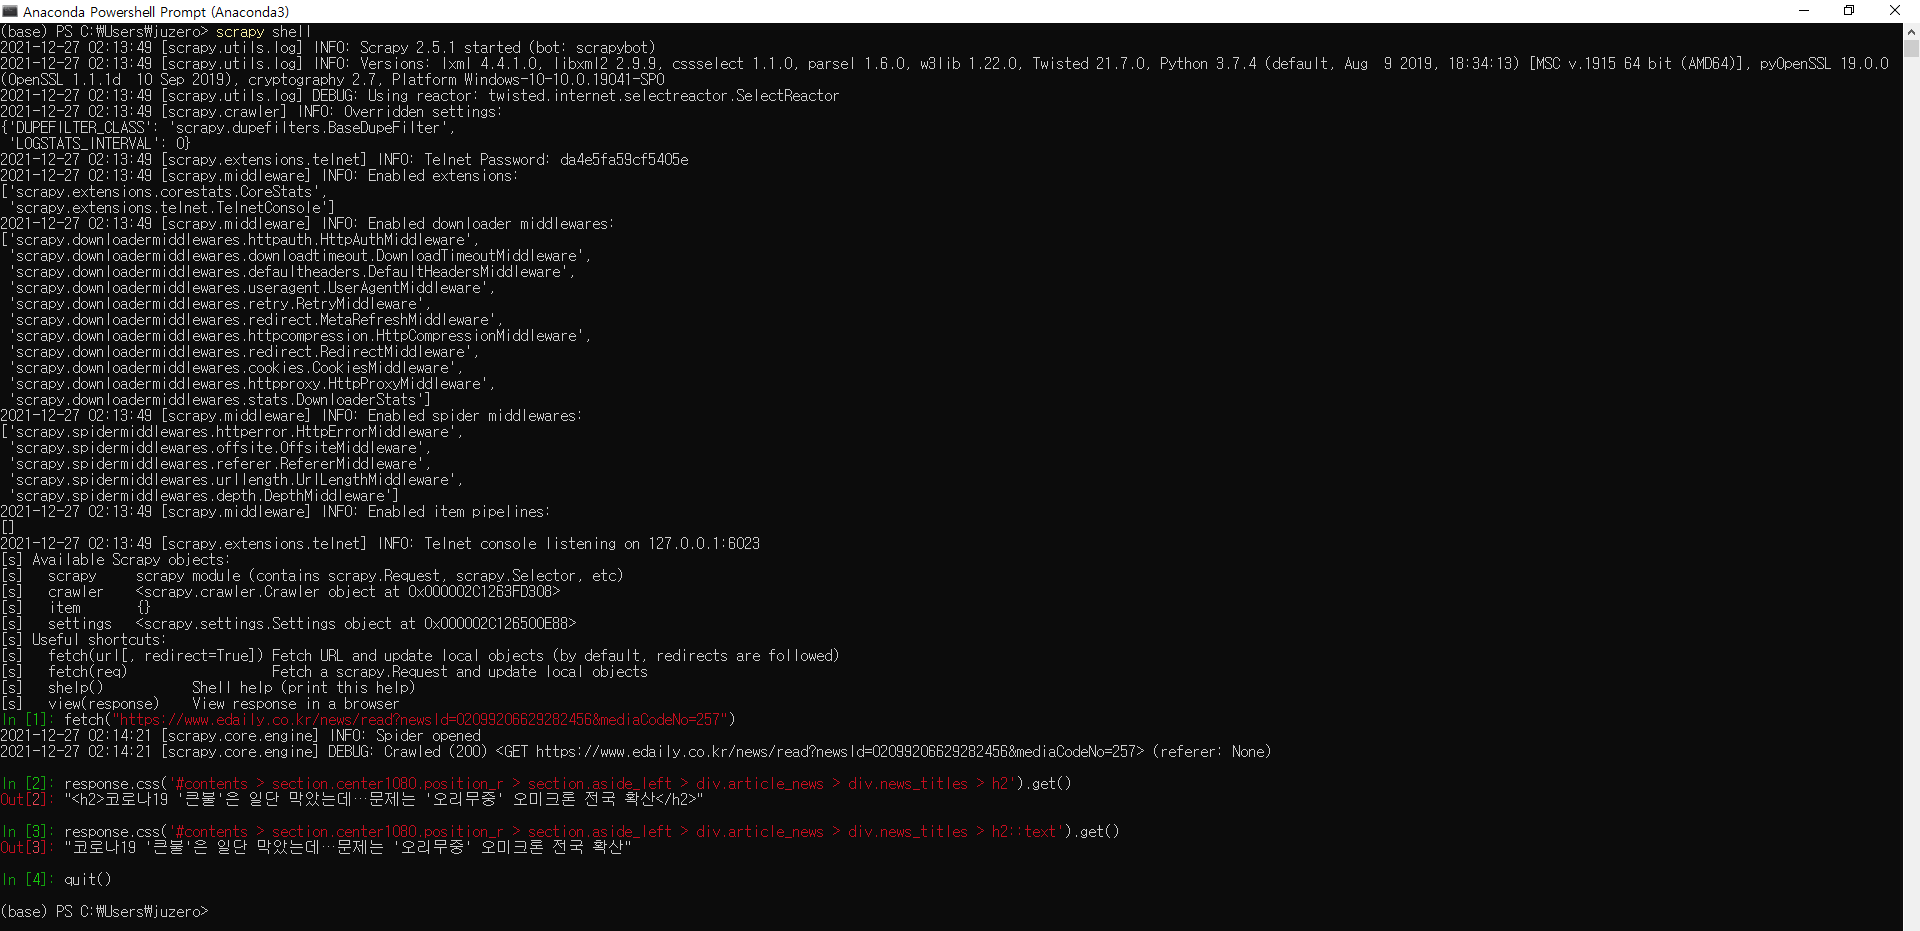 Anaconda Powershell Prompt (Anaconda3)
(base) PS C:₩Users₩juzero> scrapy shell
2021-12-27 02:13:49 [scrapy.utils.log] INFO: Scrapy 2.5.1 started (bot: scrapybot)
2021-12-27 02:13:49 [scrapy.utils.log] INFO: Versions: lxml 4.4.1.0, libxml2 2.9.9, cssselect 1.1.0, parsel 1.6.0, w3lib 1.22.0, Twisted 21.7.0, Python 3.7.4 (default, Aug  9 2019, 18:34:13) [MSC v.1915 64 bit (AMD64)], pyOpenSSL 19.0.0
(OpenSSL 1.1.1d  10 Sep 2019), cryptography 2.7, Platform Windows-10-10.0.19041-SP0
2021-12-27 02:13:49 [scrapy.utils.log] DEBUG: Using reactor: twisted.internet.selectreactor.SelectReactor
2021-12-27 02:13:49 [scrapy.crawler] INFO: Overridden settings:
{'DUPEFILTER_CLASS': 'scrapy.dupefilters.BaseDupeFilter',
 'LOGSTATS_INTERVAL': 0}
2021-12-27 02:13:49 [scrapy.extensions.telnet] INFO: Telnet Password: da4e5fa59cf5405e
2021-12-27 02:13:49 [scrapy.middleware] INFO: Enabled extensions:
['scrapy.extensions.corestats.CoreStats',
 'scrapy.extensions.telnet.TelnetConsole']
2021-12-27 02:13:49 [scrapy.middleware] INFO: Enabled downloader middlewares:
['scrapy.downloadermiddlewares.httpauth.HttpAuthMiddleware',
 'scrapy.downloadermiddlewares.downloadtimeout.DownloadTimeoutMiddleware',
 'scrapy.downloadermiddlewares.defaultheaders.DefaultHeadersMiddleware',
 'scrapy.downloadermiddlewares.useragent.UserAgentMiddleware',
 'scrapy.downloadermiddlewares.retry.RetryMiddleware',
 'scrapy.downloadermiddlewares.redirect.MetaRefreshMiddleware',
 'scrapy.downloadermiddlewares.httpcompression.HttpCompressionMiddleware',
 'scrapy.downloadermiddlewares.redirect.RedirectMiddleware',
 'scrapy.downloadermiddlewares.cookies.CookiesMiddleware',
 'scrapy.downloadermiddlewares.httpproxy.HttpProxyMiddleware',
 'scrapy.downloadermiddlewares.stats.DownloaderStats']
2021-12-27 02:13:49 [scrapy.middleware] INFO: Enabled spider middlewares:
['scrapy.spidermiddlewares.httperror.HttpErrorMiddleware',
 'scrapy.spidermiddlewares.offsite.OffsiteMiddleware',
 'scrapy.spidermiddlewares.referer.RefererMiddleware',
 'scrapy.spidermiddlewares.urllength.UrlLengthMiddleware',
 'scrapy.spidermiddlewares.depth.DepthMiddleware']
2021-12-27 02:13:49 [scrapy.middleware] INFO: Enabled item pipelines:
[]
2021-12-27 02:13:49 [scrapy.extensions.telnet] INFO: Telnet console listening on 127.0.0.1:6023
[s] Available Scrapy objects:
[s]   scrapy     scrapy module (contains scrapy.Request, scrapy.Selector, etc)
[s]   crawler    <scrapy.crawler.Crawler object at 0x000002C1263FD308>
[s]   item       {}
[s]   settings   <scrapy.settings.Settings object at 0x000002C126500E88>
[s] Useful shortcuts:
[s]   fetch(url[, redirect=True]) Fetch URL and update local objects (by default, redirects are followed)
[s]   fetch(req)                  Fetch a scrapy.Request and update local objects
[s]   shelp()           Shell help (print this help)
[s]   view(response)    View response in a browser
In [1]: fetch("https://www.edaily.co.kr/news/read?newsId=02099206629282456&mediaCodeNo=257")
2021-12-27 02:14:21 [scrapy.core.engine] INFO: Spider opened
2021-12-27 02:14:21 [scrapy.core.engine] DEBUG: Crawled (200) <GET https://www.edaily.co.kr/news/read?newsId=02099206629282456&mediaCodeNo=257> (referer: None)
In [2]: response.css('#contents > section.center1080.position_r > section.aside_left > div.article_news > div.news_titles > h2').get()
Out[2]: "<h2>코로나19 '큰불'은 일단 막았는데…문제는 '오리무중' 오미크론 전국 확산</h2>"
In [3]: response.css('#contents > section.center1080.position_r > section.aside_left > div.article_news > div.news_titles > h2::text').get()
Out[3]: "코로나19 '큰불'은 일단 막았는데…문제는 '오리무중' 오미크론 전국 확산"
In [4]: quit()
(base) PS C:₩Users₩juzero>